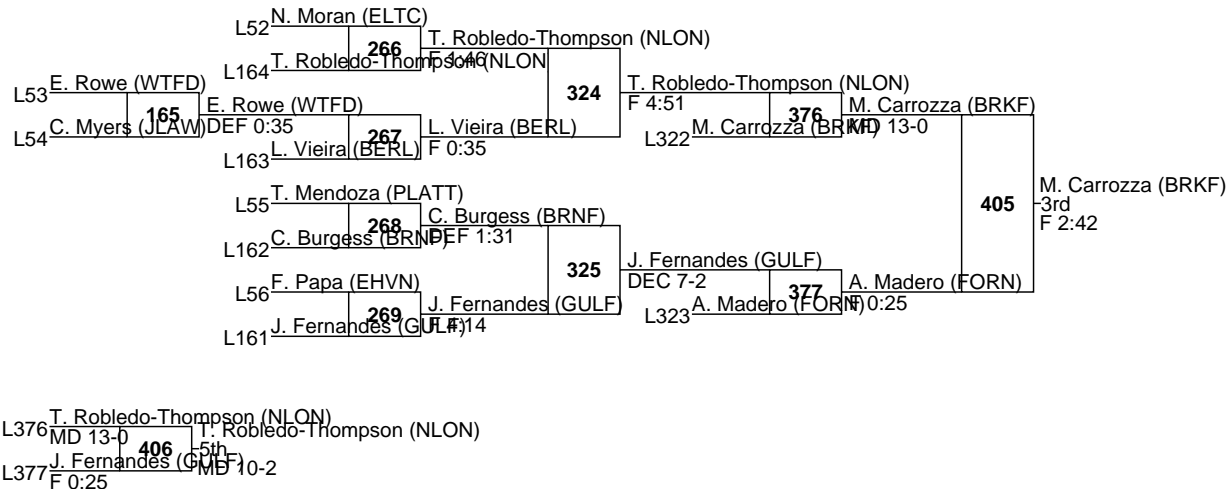 L52 N. Moran (ELTC)
266 T. Robledo-Thompson (NLON)
F 1:46
L164 T. Robledo-Thompson (NLON
L53 E. Rowe (WTFD)
165 E. Rowe (WTFD)
DEF 0:35
L54 C. Myers (JLAW)
267 L. Vieira (BERL)
F 0:35
L163 L. Vieira (BERL)
324 T. Robledo-Thompson (NLON)
F 4:51
L55 T. Mendoza (PLATT)
268 C. Burgess (BRNF)
DEF 1:31
L162 C. Burgess (BRNF)
L56 F. Papa (EHVN)
269 J. Fernandes (GULF)
F 4:14
L161 J. Fernandes (GULF)
325 J. Fernandes (GULF)
DEC 7-2
376 M. Carrozza (BRKF)
MD 13-0
L322 M. Carrozza (BRKF)
377 A. Madero (FORN)
F 0:25
L323 A. Madero (FORN)
405 M. Carrozza (BRKF)
3rd
F 2:42
L376 T. Robledo-Thompson (NLON)
MD 13-0
406 T. Robledo-Thompson (NLON)
5th
MD 10-2
L377 J. Fernandes (GULF)
F 0:25